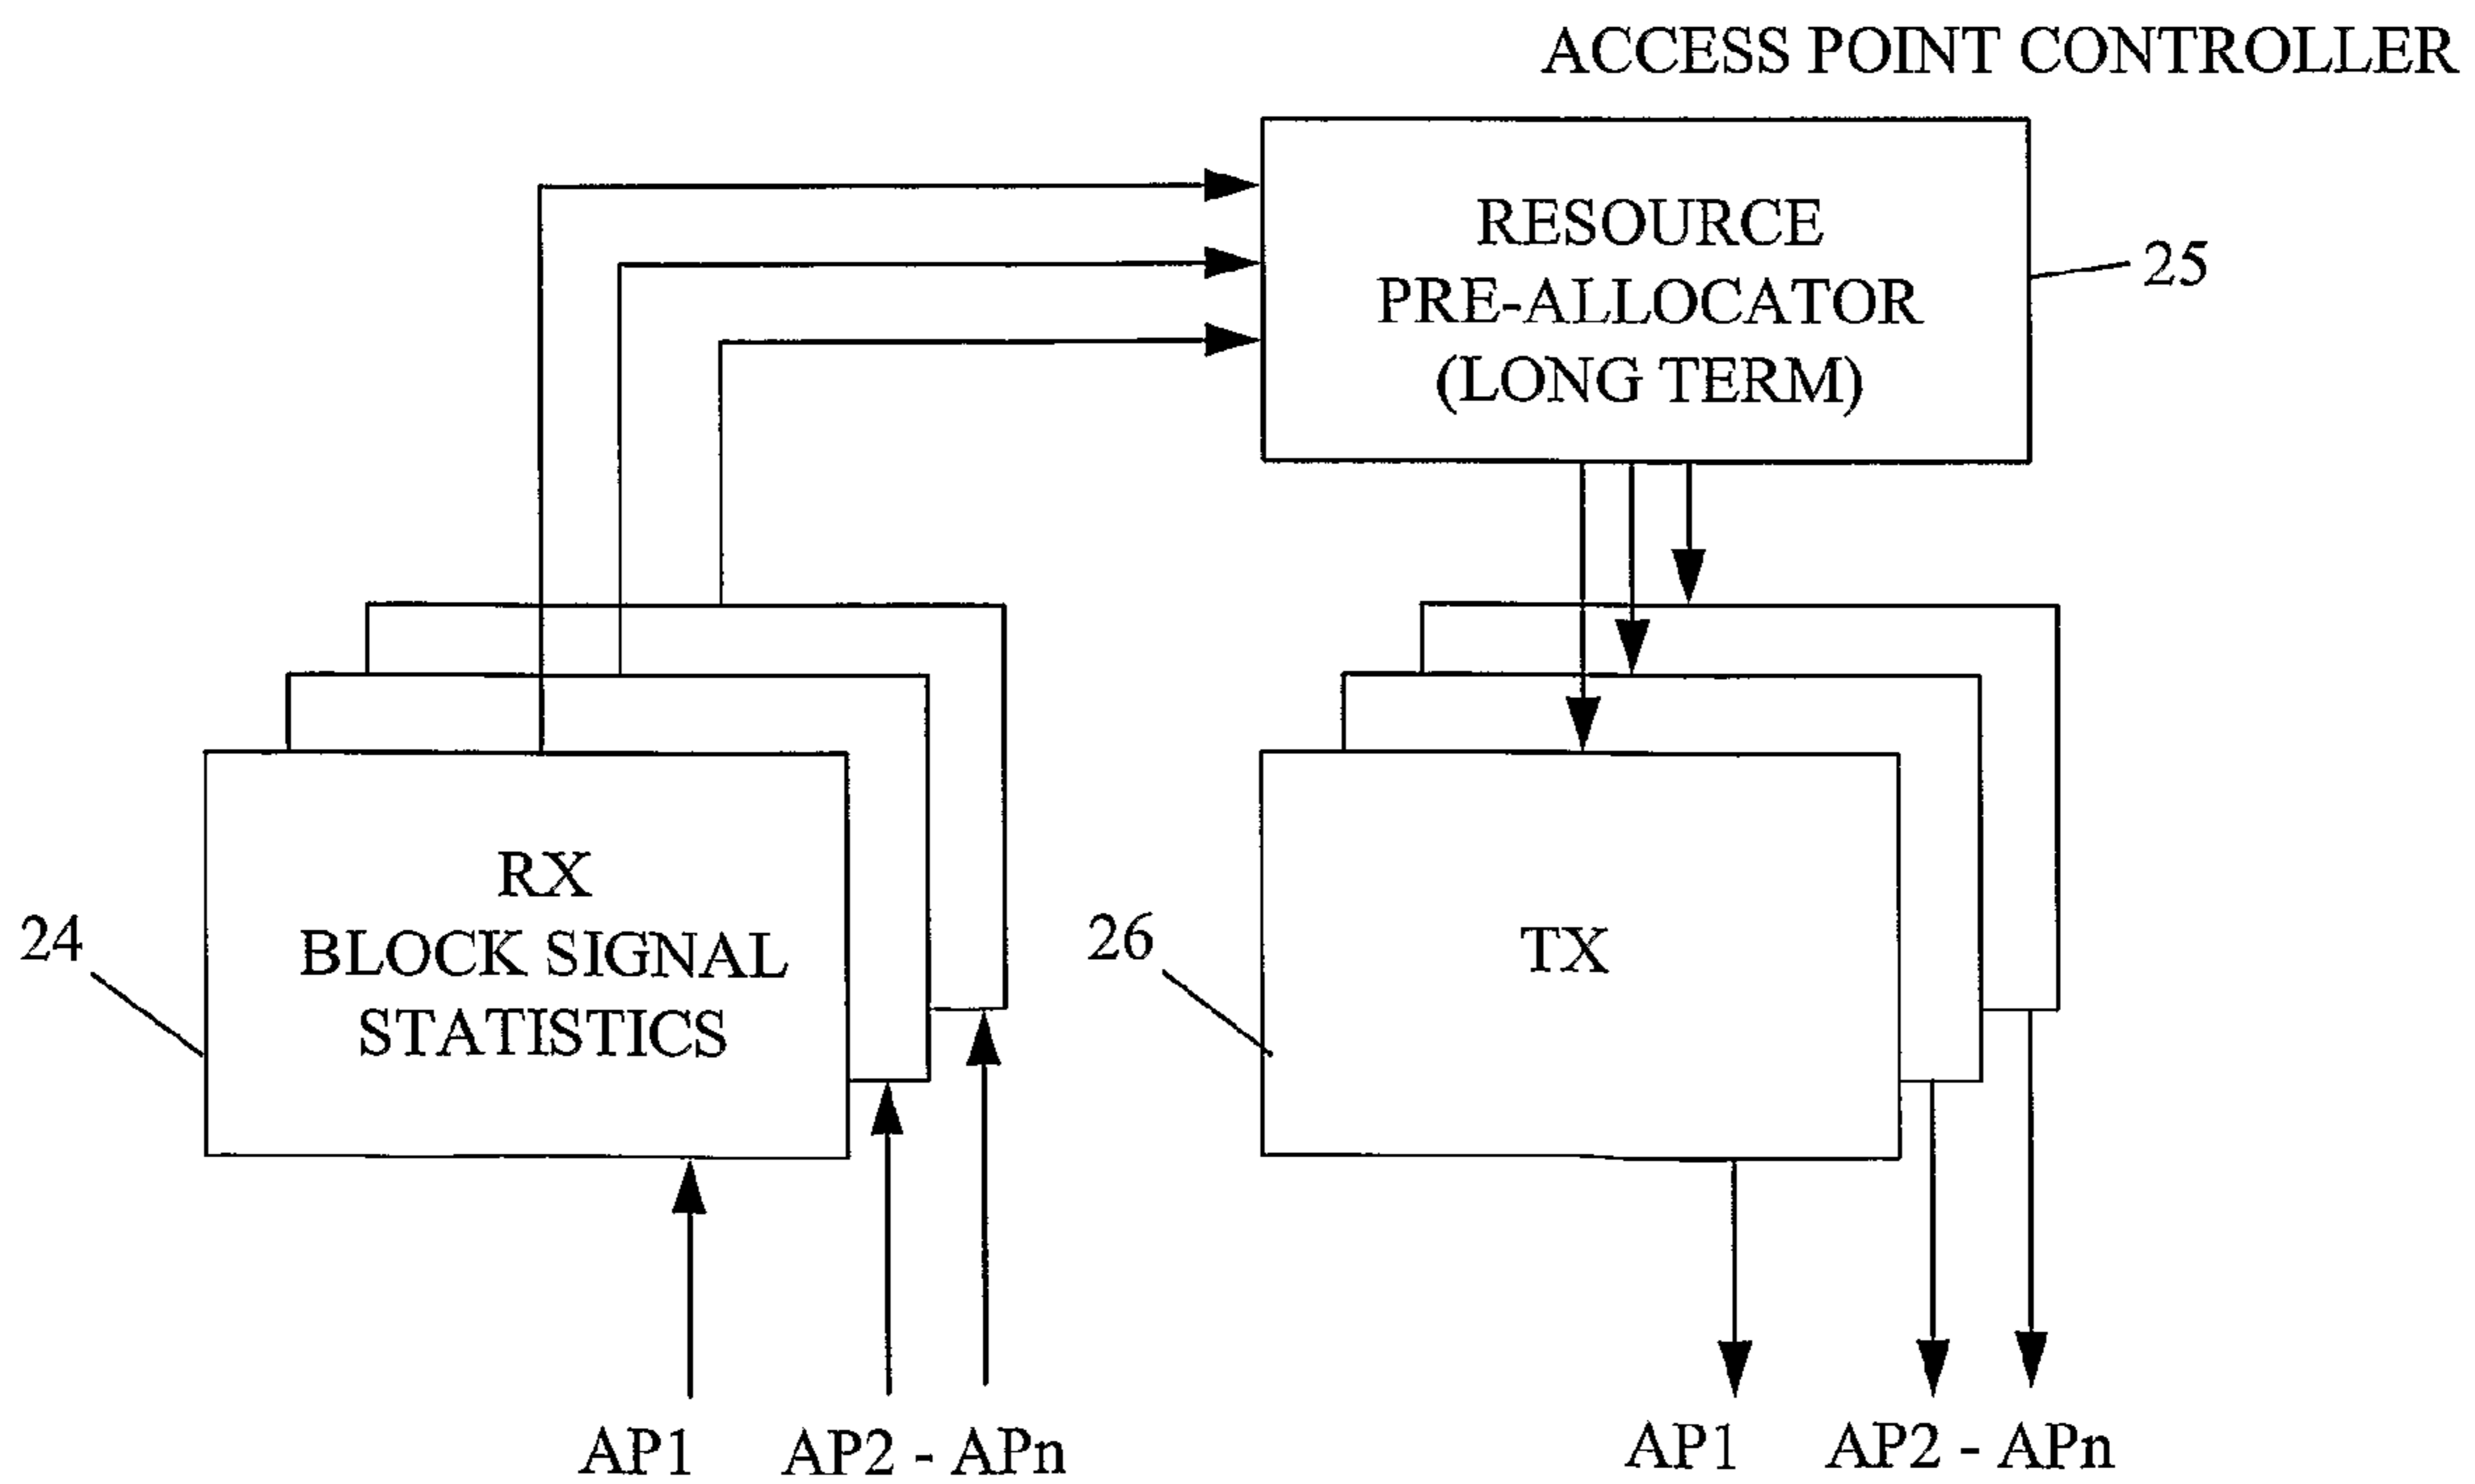 ACCESS POINT CONTROLLER
RESOURCE
PRE-ALLOCATOR
(LONG TERM)
25
RX
BLOCK SIGNAL
STATISTICS
24
TX
26
AP1
AP2 - APn
AP1
AP2 - APn